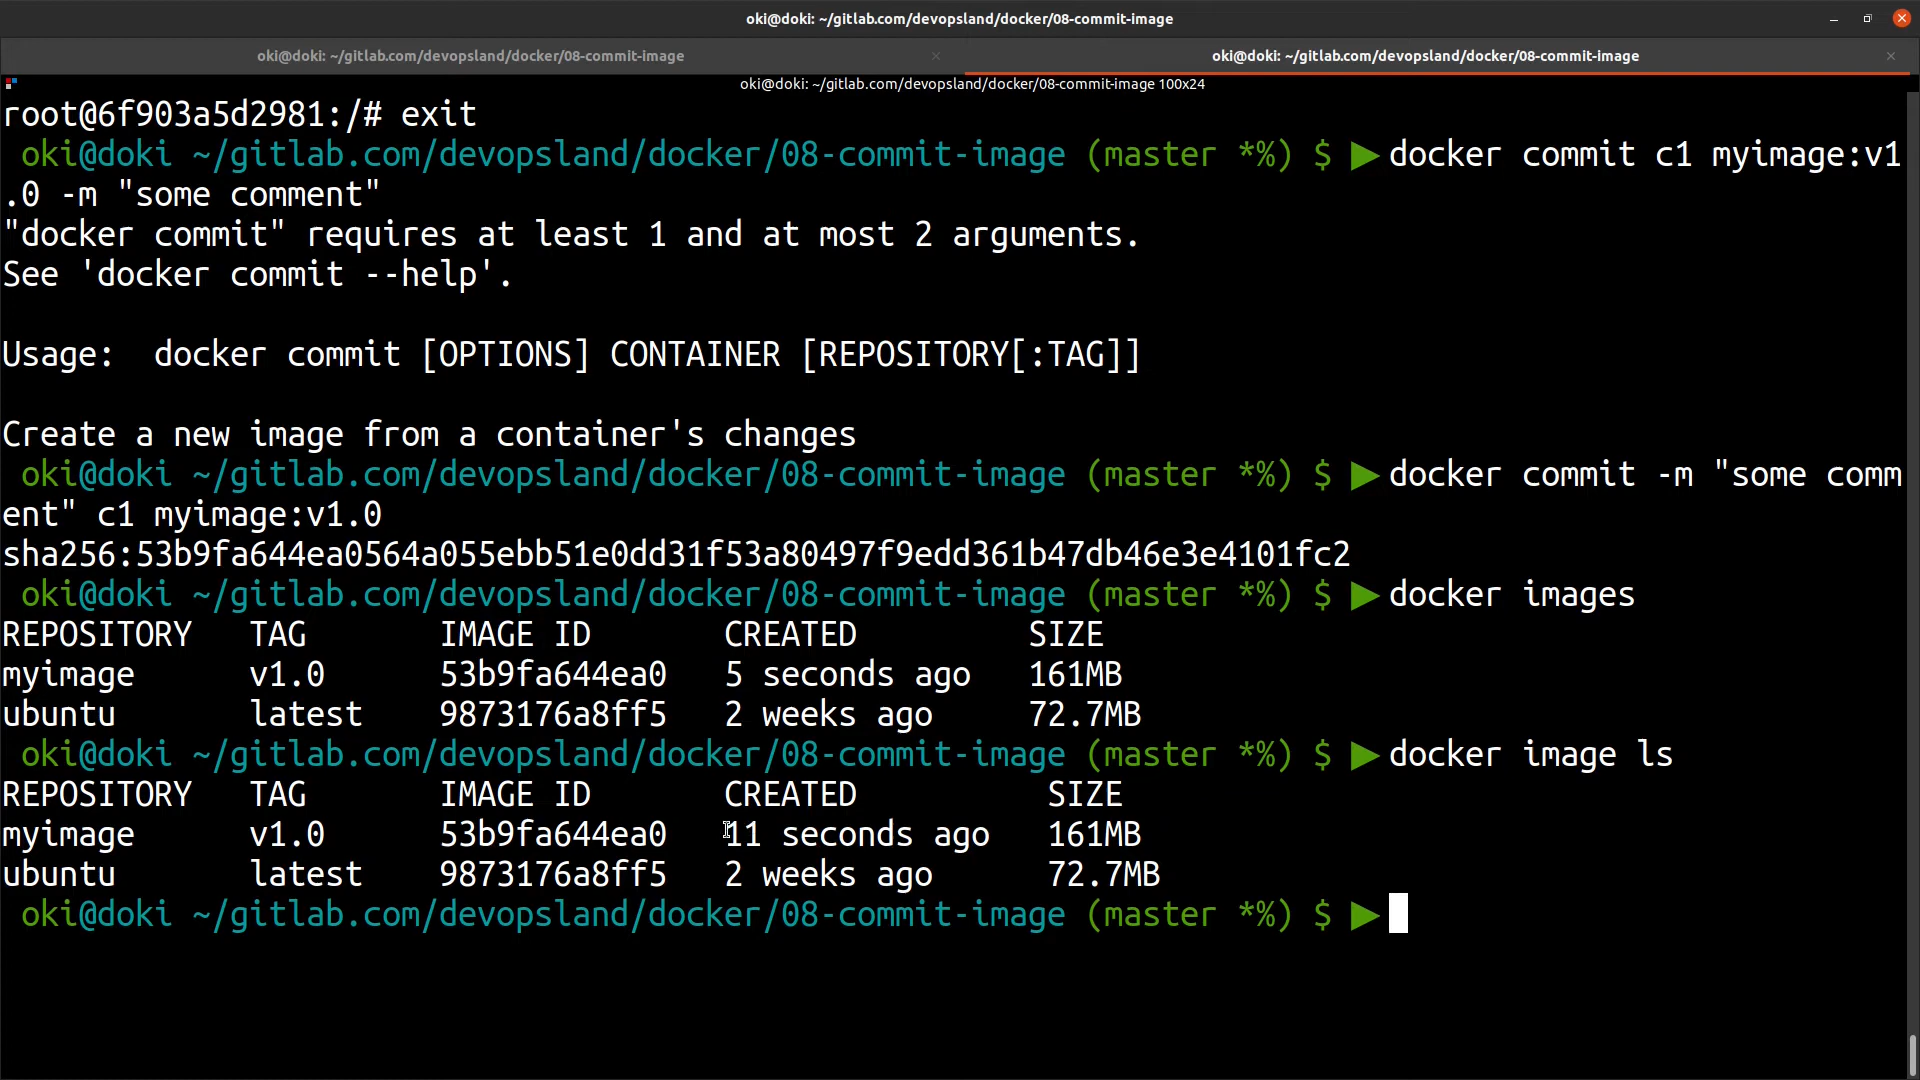 oki@doki: ~/gitlab.com/devopsland/docker/08-commit-image
oki@doki: ~/gitlab.com/devopsland/docker/08-commit-image
oki@doki: ~/gitlab.com/devopsland/docker/08-commit-image
oki@doki: ~/gitlab.com/devopsland/docker/08-commit-image 100x24
root@6f903a5d2981:/# exit
oki@doki ~/gitlab.com/devopsland/docker/08-commit-image (master *%) $ ▶ docker commit c1 myimage:v1
.0 -m "some comment"
"docker commit" requires at least 1 and at most 2 arguments.
See 'docker commit --help'.
Usage:  docker commit [OPTIONS] CONTAINER [REPOSITORY[:TAG]]
Create a new image from a container's changes
oki@doki ~/gitlab.com/devopsland/docker/08-commit-image (master *%) $ ▶ docker commit -m "some comm
ent" c1 myimage:v1.0
sha256:53b9fa644ea0564a055ebb51e0dd31f53a80497f9edd361b47db46e3e4101fc2
oki@doki ~/gitlab.com/devopsland/docker/08-commit-image (master *%) $ ▶ docker images
REPOSITORY   TAG       IMAGE ID       CREATED         SIZE
myimage      v1.0      53b9fa644ea0   5 seconds ago   161MB
ubuntu       latest    9873176a8ff5   2 weeks ago     72.7MB
oki@doki ~/gitlab.com/devopsland/docker/08-commit-image (master *%) $ ▶ docker image ls
REPOSITORY   TAG       IMAGE ID       CREATED          SIZE
myimage      v1.0      53b9fa644ea0   11 seconds ago   161MB
ubuntu       latest    9873176a8ff5   2 weeks ago      72.7MB
oki@doki ~/gitlab.com/devopsland/docker/08-commit-image (master *%) $ ▶